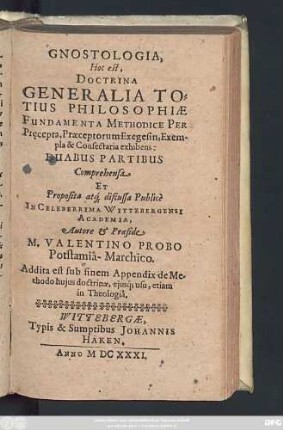 GNOSTOLOGIA,
Hoc est,
DOCTRINA
GENERALIA TO-
TIUS PHILOSOPHIÆ
FUNDAMENTA METHODICE PER
Præcepta, Præceptorum Exegesin, Exem-
pla & Consectaria exhibens:
DUABUS PARTIBUS
Comprehensa
ET
Proposita atq; discussa Publicè
IN CELEBERRIMA WITTEBERGENSI
ACADEMIA,
Autore & Præside
M. VALENTINO PROBO
Potstamiâ-Marchico.
Addita est sub finem Appendix de Me-
thodo hujus doctrinæ, ejusq; usu, etiam
in Theologiâ.
WITTEBERGÆ,
Typis & Sumptibus JOHANNIS
HAKEN,
ANNO M DC XXXI.